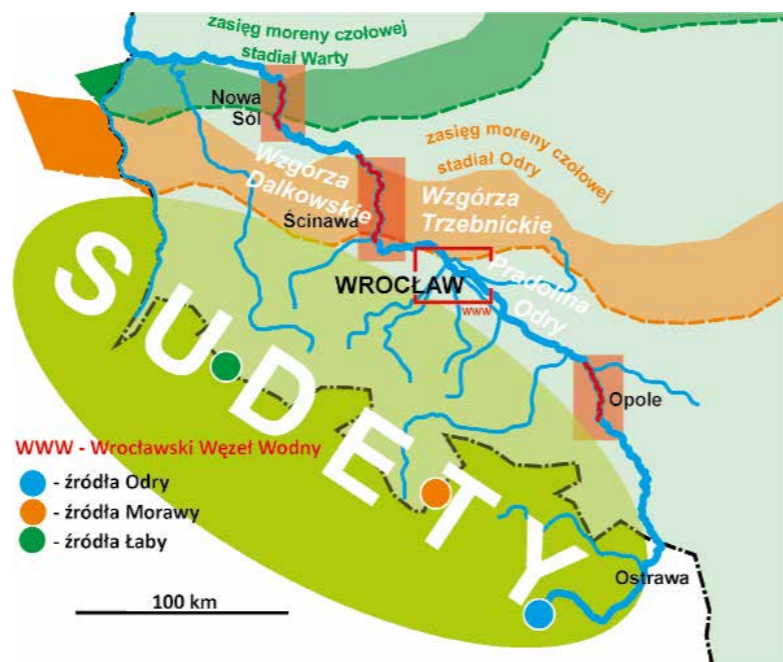 zasięg moreny czołowej
stadiał Warty
Nowa
Sól
zasięg moreny czołowej
stadiał Odry
Wzgórza
Dalkowskie
Wzgórza
Trzebnickie
Ścinawa
WROCŁAW
www
Pradolina
Odry
SUDETY
Opole
WWW - Wrocławski Węzeł Wodny
- źródła Odry
- źródła Morawy
- źródła Łaby
Ostrawa
100 km